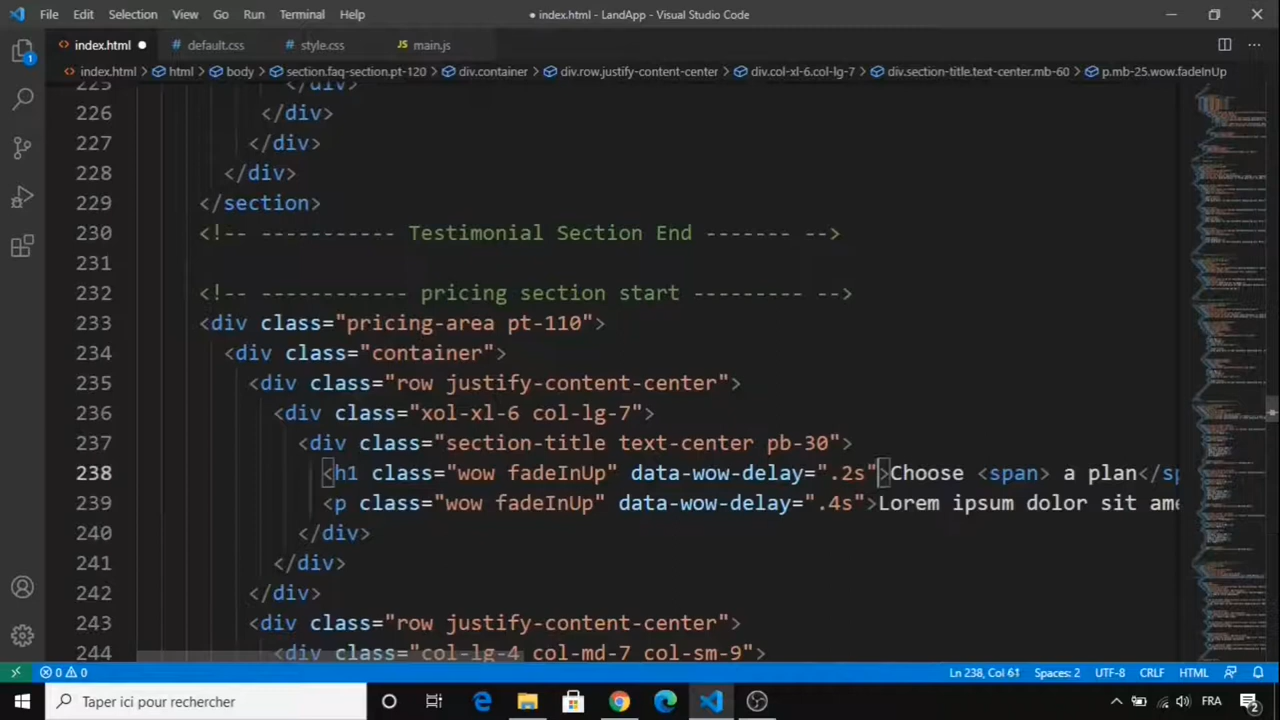 File Edit Selection View Go Run Terminal Help
● index.html - LandApp - Visual Studio Code
<> index.html ● # default.css # style.css JS main.js
<> index.html > html > body > section.faq-section.pt-120 > div.container > div.row.justify-content-center > div.col-xl-6.col-lg-7 > div.section-title.text-center.mb-60 > p.mb-25.wow.fadeInUp
225 </div>
226 </div>
227 </div>
228 </div>
229 </section>
230 <!-- ----------- Testimonial Section End ------- -->
231
232 <!-- ------------ pricing section start --------- -->
233 <div class="pricing-area pt-110">
234 <div class="container">
235 <div class="row justify-content-center">
236 <div class="xol-xl-6 col-lg-7">
237 <div class="section-title text-center pb-30">
238 <h1 class="wow fadeInUp" data-wow-delay=".2s">Choose <span> a plan</sp
239 <p class="wow fadeInUp" data-wow-delay=".4s">Lorem ipsum dolor sit ame
240 </div>
241 </div>
242 </div>
243 <div class="row justify-content-center">
244 <div class="col-lg- col-md-7 col-sm-9">
1
0 0 Ln 238, Col 61 Spaces: 2 UTF-8 CRLF HTML
Taper ici pour rechercher
FRA
2